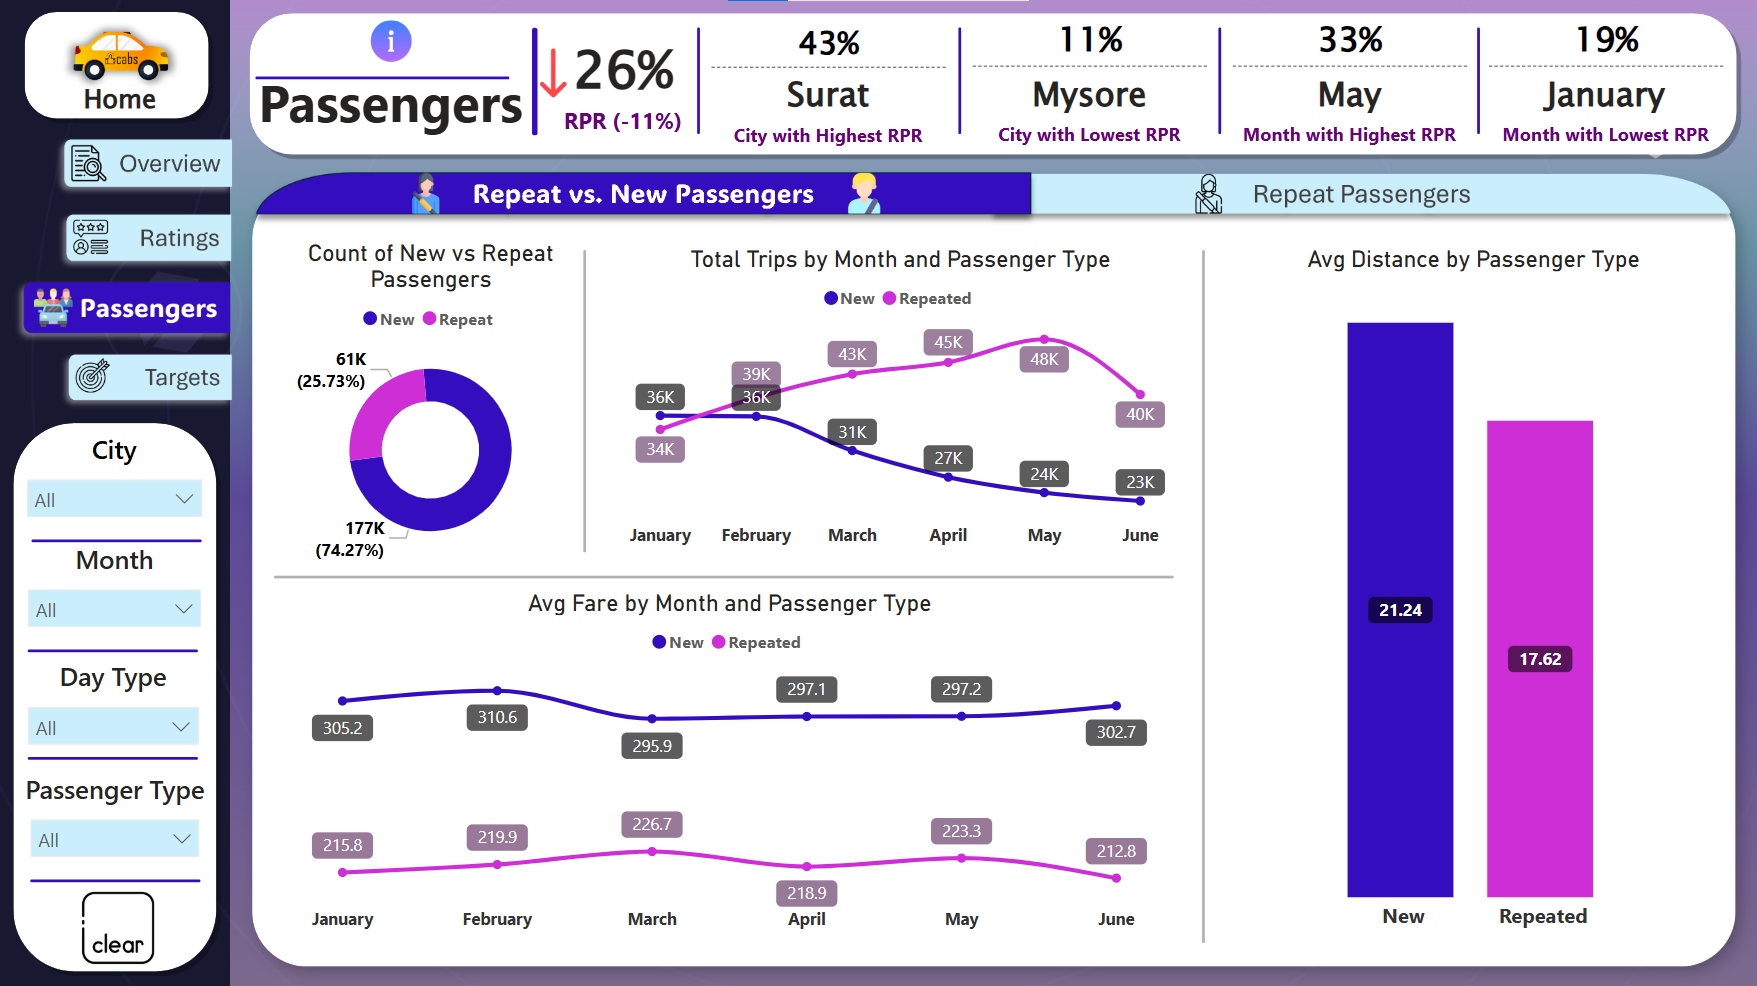 cabs
Home
Overview
Ratings
Passengers
Targets
City
All
Month
All
Day Type
All
Passenger Type
All
clear
i
Passengers
26%
RPR (-11%)
43%
Surat
City with Highest RPR
11%
Mysore
City with Lowest RPR
33%
May
Month with Highest RPR
19%
January
Month with Lowest RPR
Repeat vs. New Passengers
Repeat Passengers
Count of New vs Repeat
Passengers
New Repeat
61K
(25.73%)
177K
(74.27%)
Total Trips by Month and Passenger Type
New Repeated
36K 36K 31K 27K 24K 23K
34K 39K 43K 45K 48K 40K
January February March April May June
Avg Fare by Month and Passenger Type
New Repeated
305.2 310.6 295.9 297.1 297.2 302.7
215.8 219.9 226.7 218.9 223.3 212.8
January February March April May June
Avg Distance by Passenger Type
21.24
17.62
New Repeated